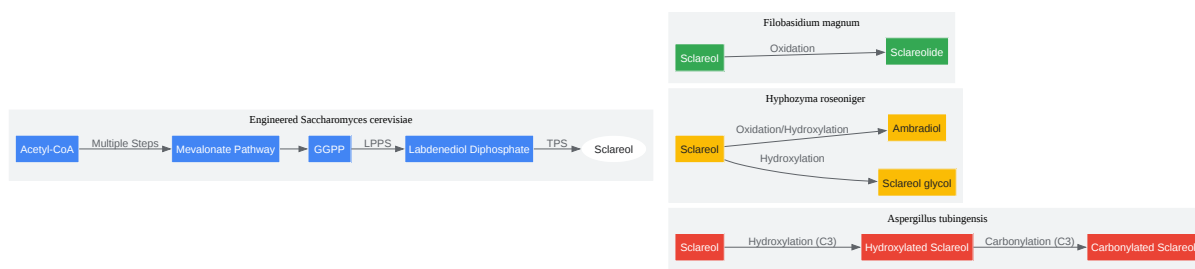 Filobasidium magnum
Sclareol
Oxidation
Sclareolide
Engineered Saccharomyces cerevisiae
Acetyl-CoA
Multiple Steps
Mevalonate Pathway
GGPP
LPPS
Labdenediol Diphosphate
TPS
Sclareol
Hyphozyma roseoniger
Sclareol
Oxidation/Hydroxylation
Ambradiol
Hydroxylation
Sclareol glycol
Aspergillus tubingensis
Sclareol
Hydroxylation (C3)
Hydroxylated Sclareol
Carbonylation (C3)
Carbonylated Sclareol